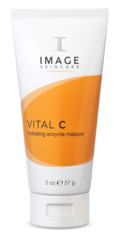 IMAGE
SKINCARE
VITAL C
hydrating enzyme masque
2 oz ℮ 57 g